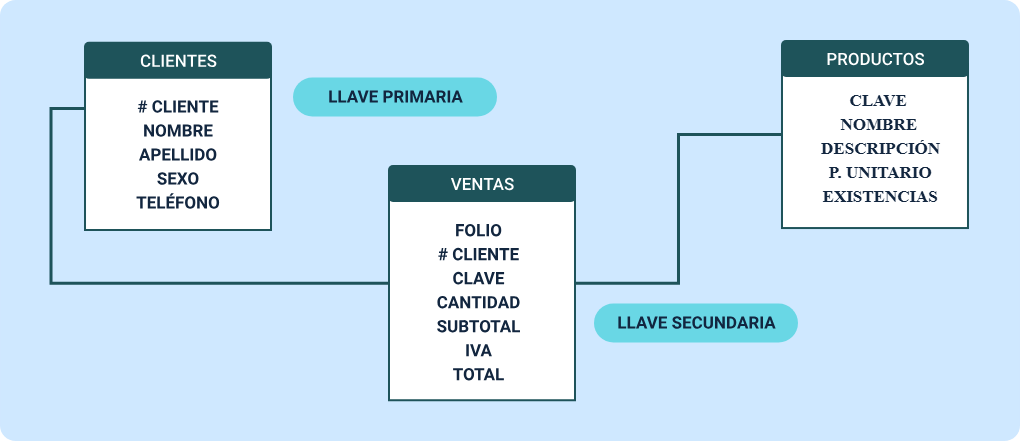 CLIENTES
# CLIENTE
NOMBRE
APELLIDO
SEXO
TELÉFONO
LLAVE PRIMARIA
VENTAS
FOLIO
# CLIENTE
CLAVE
CANTIDAD
SUBTOTAL
IVA
TOTAL
LLAVE SECUNDARIA
PRODUCTOS
CLAVE
NOMBRE
DESCRIPCIÓN
P. UNITARIO
EXISTENCIAS